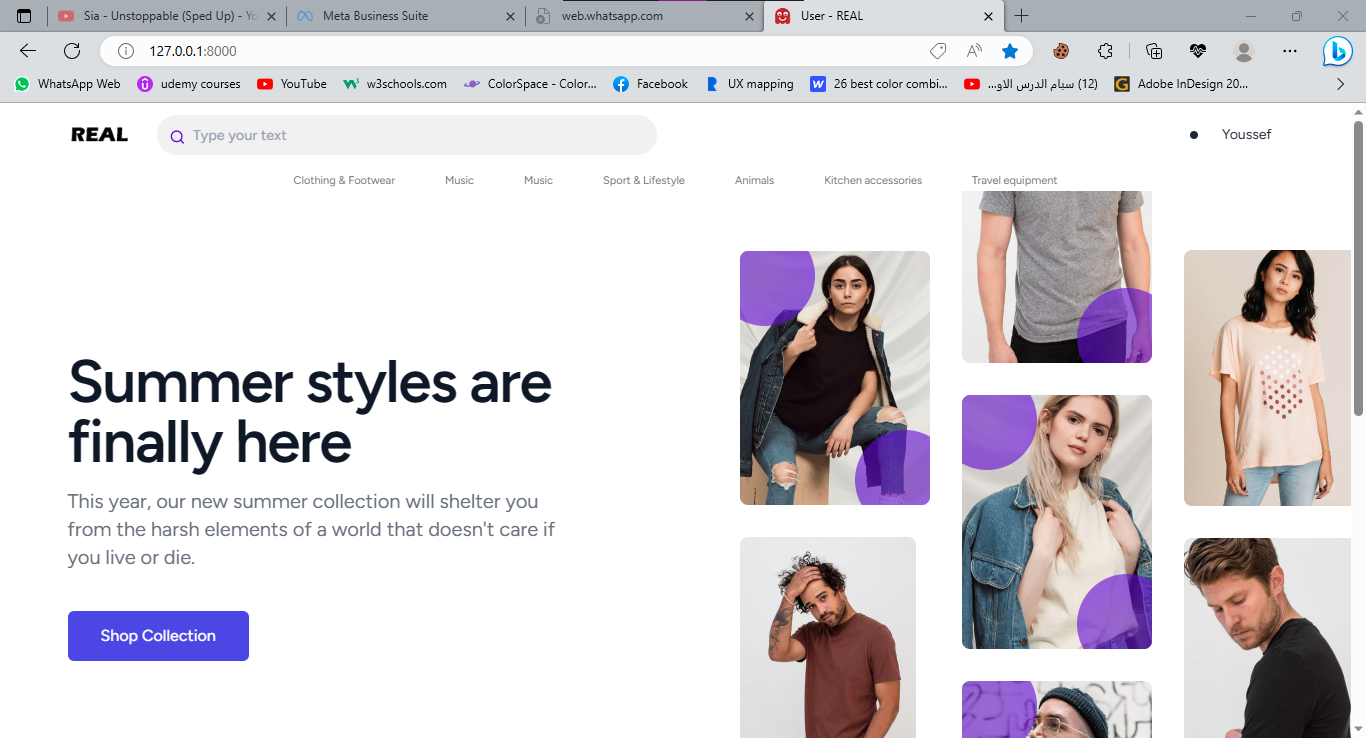 Sia - Unstoppable (Sped Up) - Yo
Meta Business Suite
web.whatsapp.com
User - REAL
127.0.0.1:8000
WhatsApp Web
udemy courses
YouTube
w3schools.com
ColorSpace - Color...
Facebook
UX mapping
26 best color combi...
(12) سبام الدرس الاو...
Adobe InDesign 20...
REAL
Type your text
Youssef
Clothing & Footwear
Music
Music
Sport & Lifestyle
Animals
Kitchen accessories
Travel equipment
Summer styles are
finally here
This year, our new summer collection will shelter you
from the harsh elements of a world that doesn't care if
you live or die.
Shop Collection